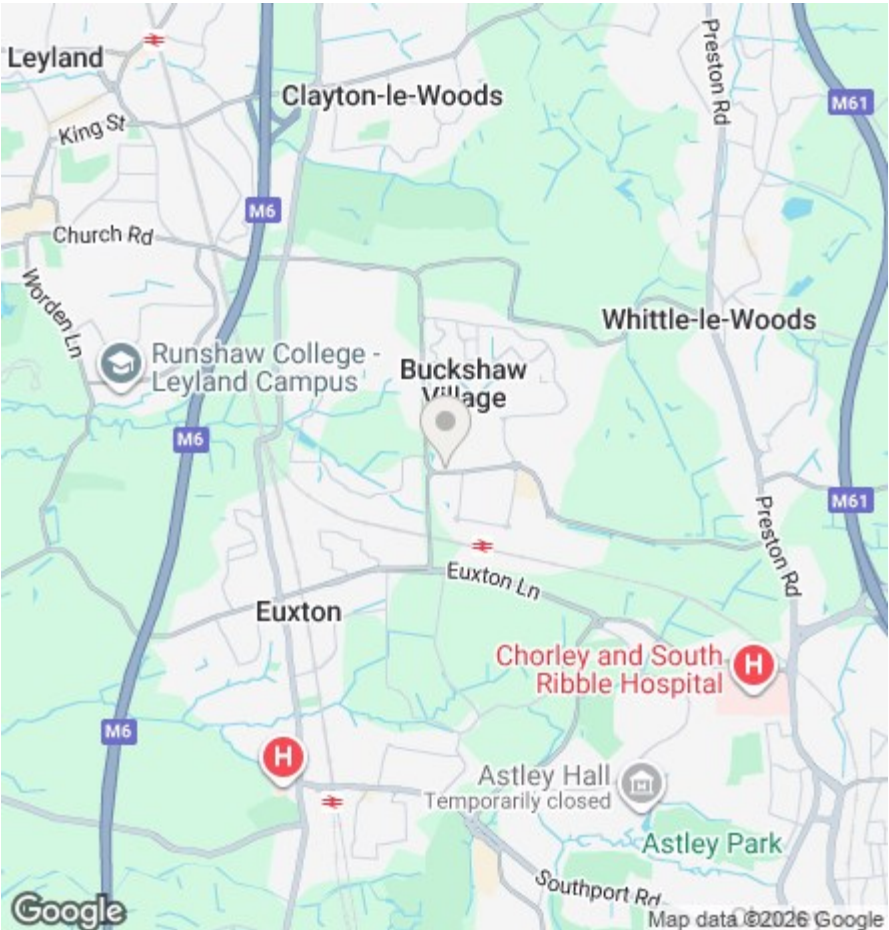 Leyland
Preston Rd
Clayton-le-Woods
M61
King St
M6
Church Rd
Worden Ln
Whittle-le-Woods
Runshaw College -
Leyland Campus
Buckshaw
Village
M6
M61
Preston Rd
Euxton Ln
Euxton
Chorley and South
Ribble Hospital
H
M6
H
Astley Hall
Temporarily closed
Astley Park
Southport Rd
Google
Chorley
Map data ©2026 Google